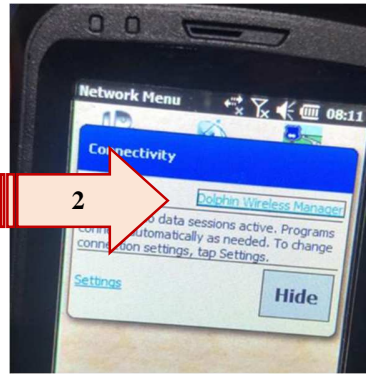 Network Menu 08:11
Connectivity
Dolphin Wireless Manager
data sessions active. Programs
automatically as needed. To change
connection settings, tap Settings.
Settings
Hide
2